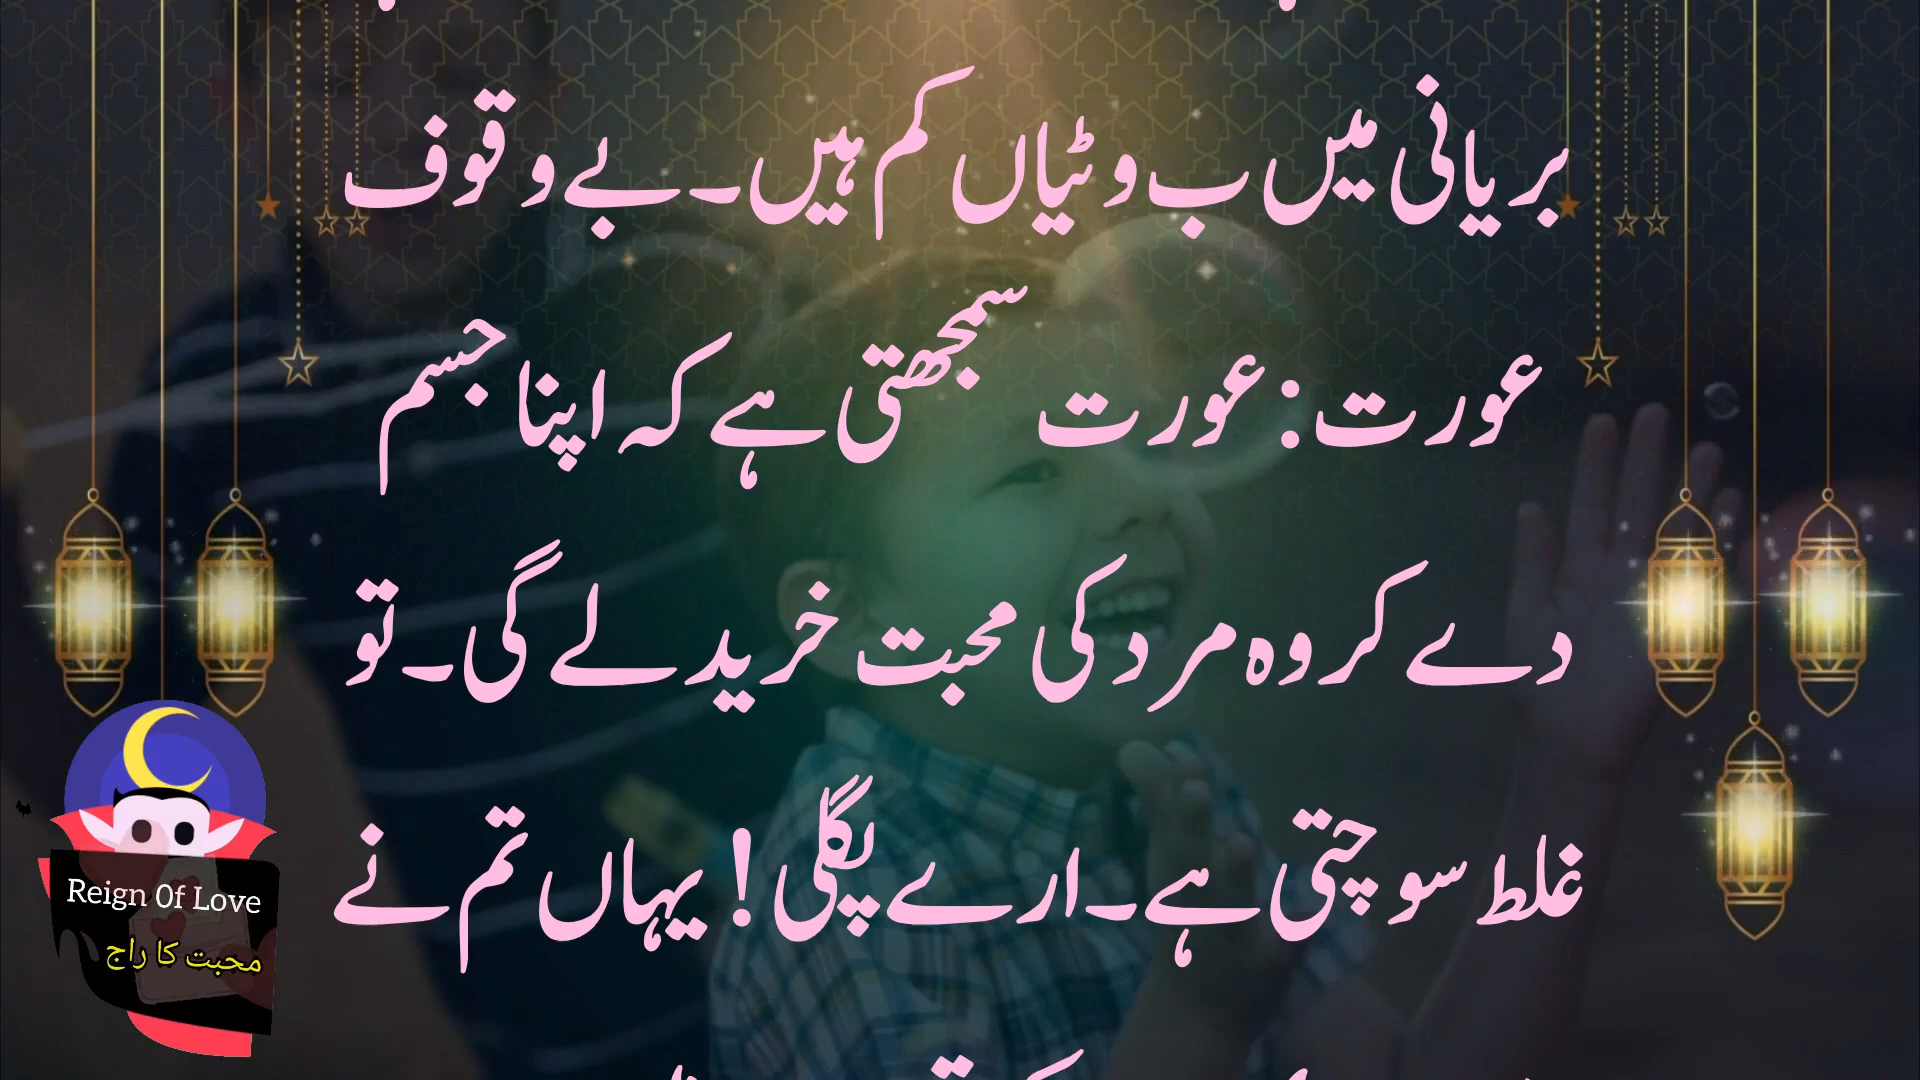 بریانی میں ب وٹیاں کم ہیں۔ بے وقوف
عورت: عورت سمجھتی ہے کہ اپنا جسم
دے کر وہ مرد کی محبت خرید لے گی۔ تو
غلط سوچتی ہے۔ ارے پگلی! یہاں تم نے
Reign Of Love
محبت کا راج